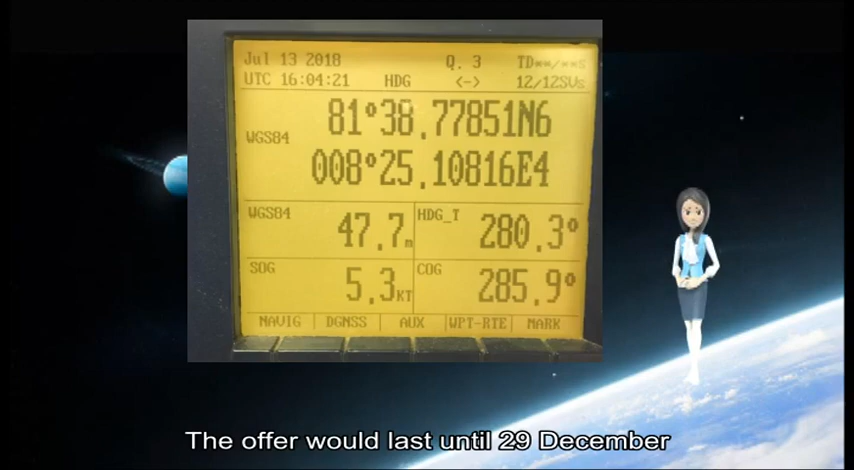 Jul 13 2018 Q. 3 TD**/**S
UTC 16:04:21 HDG <-> 12/12SVs
WGS84
81°38.77851N6
008°25.10816E4
WGS84 47.7m HDG_T 280.3°
SOG 5.3KT COG 285.9°
NAVIG DGNSS AUX WPT-RTE MARK
The offer would last until 29 December